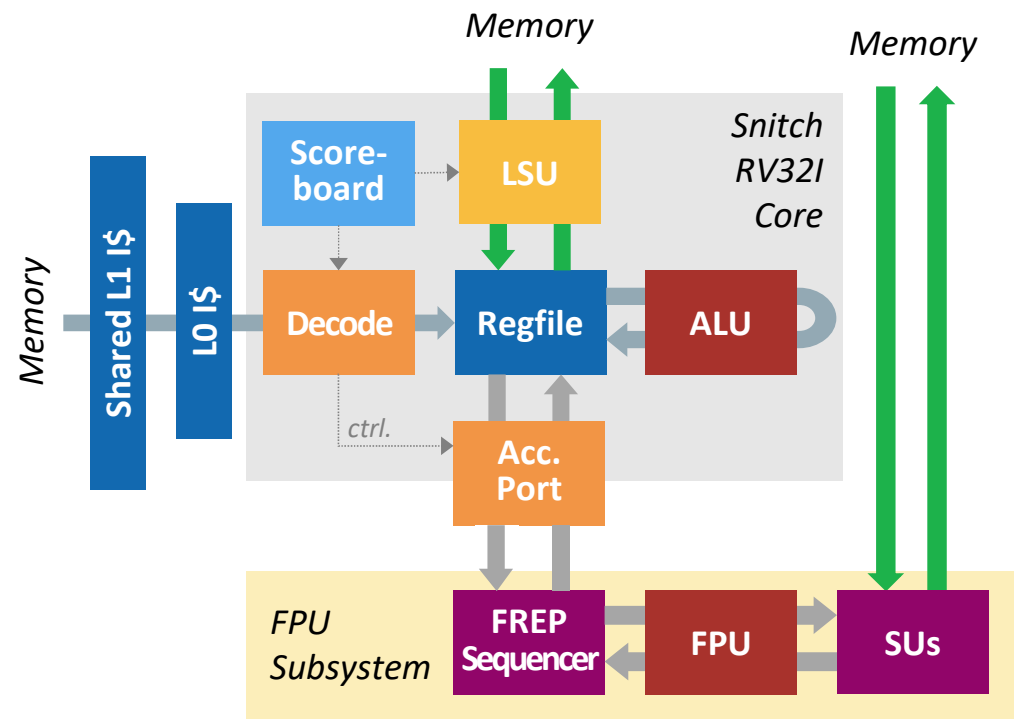 Memory
Memory
Snitch
RV32I
Core
Score-
board
LSU
Memory
Shared L1 I$
L0 I$
Decode
Regfile
ALU
ctrl.
Acc.
Port
FPU
Subsystem
FREP
Sequencer
FPU
SUs